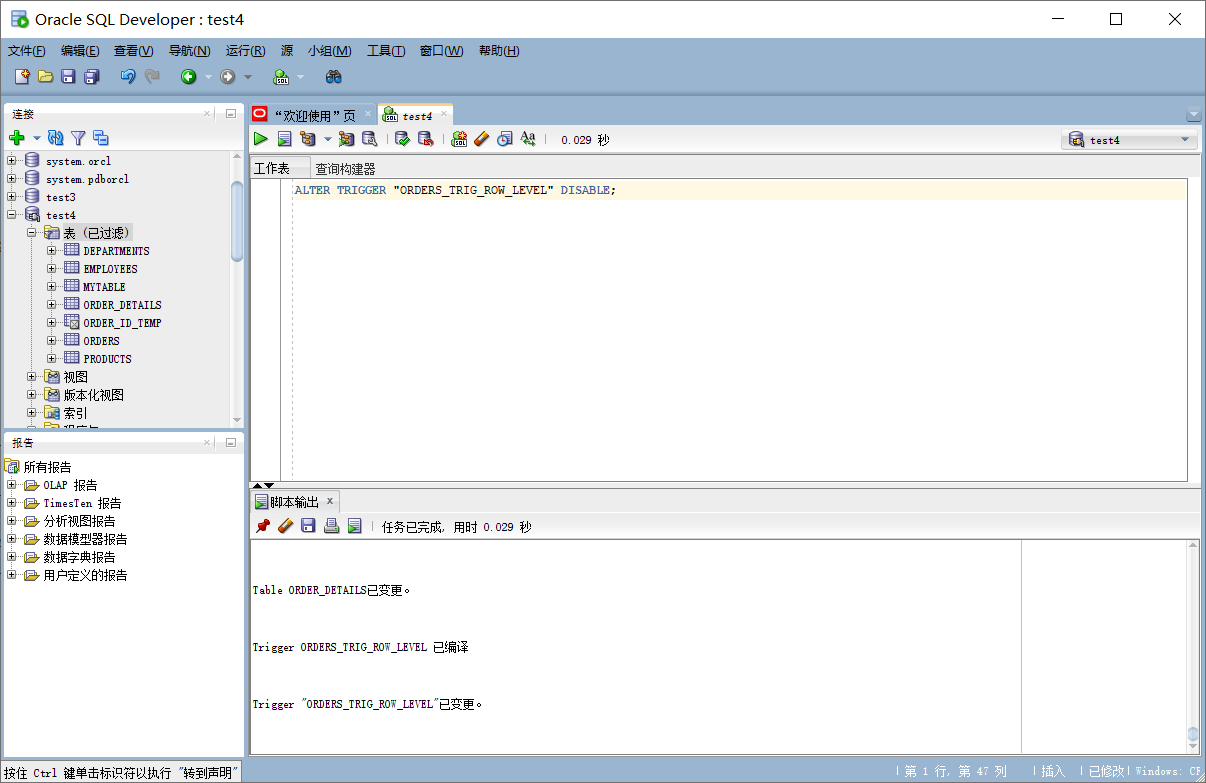 Oracle SQL Developer : test4
文件(F) 编辑(E) 查看(V) 导航(N) 运行(R) 源 小组(M) 工具(T) 窗口(W) 帮助(H)
连接
system.orcl
system.pdborcl
test3
test4
表 (已过滤)
DEPARTMENTS
EMPLOYEES
MYTABLE
ORDER_DETAILS
ORDER_ID_TEMP
ORDERS
PRODUCTS
视图
版本化视图
索引
报告
所有报告
OLAP 报告
TimesTen 报告
分析视图报告
数据模型器报告
数据字典报告
用户定义的报告
“欢迎使用”页 test4
0.029 秒 test4
工作表 查询构建器
ALTER TRIGGER "ORDERS_TRIG_ROW_LEVEL" DISABLE;
脚本输出
任务已完成, 用时 0.029 秒
Table ORDER_DETAILS已变更。
Trigger ORDERS_TRIG_ROW_LEVEL 已编译
Trigger "ORDERS_TRIG_ROW_LEVEL"已变更。
按住 Ctrl 键单击标识符以执行 "转到声明" 第 1 行, 第 47 列 插入 已修改 Windows: CF